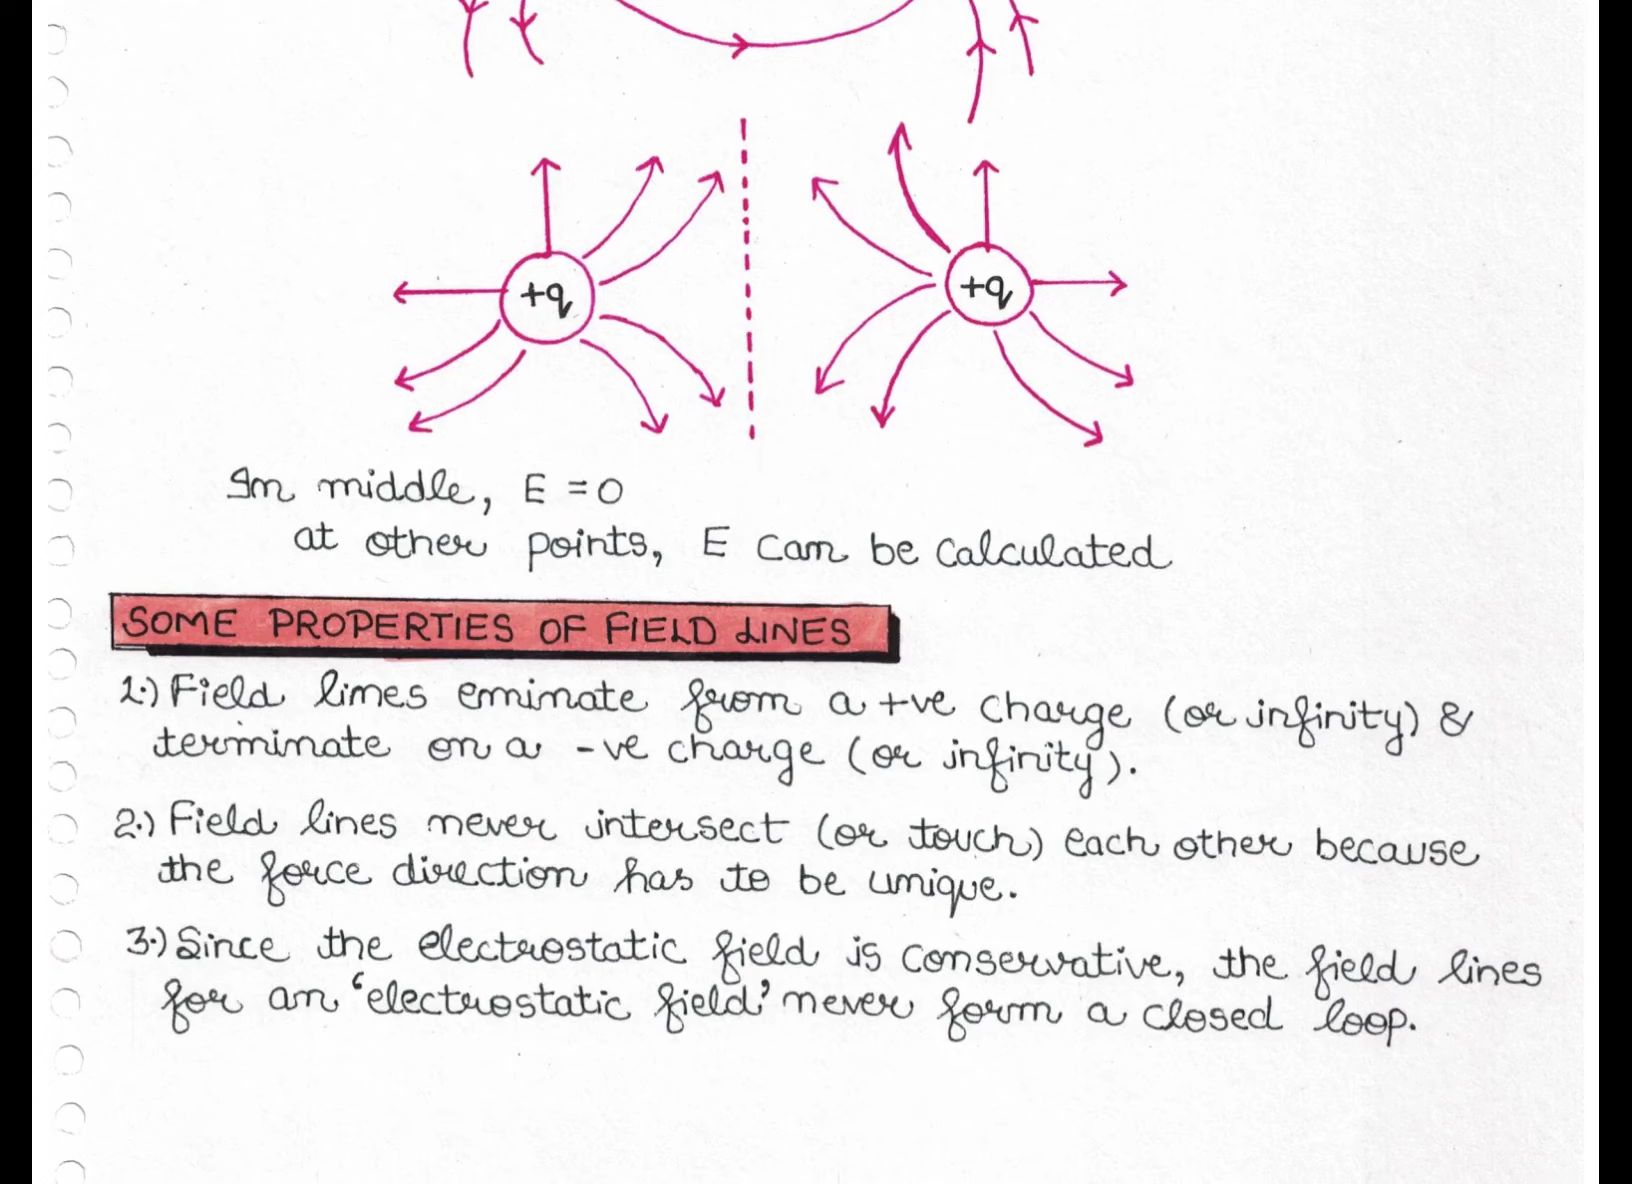 +q +q
In middle, E = 0
at other points, E can be calculated
SOME PROPERTIES OF FIELD LINES
1.) Field lines eminate from a +ve charge (or infinity) &
terminate on a -ve charge (or infinity).
2.) Field lines never intersect (or touch) each other because
the force direction has to be unique.
3.) Since the electrostatic field is conservative, the field lines
for an 'electrostatic field' never form a closed loop.